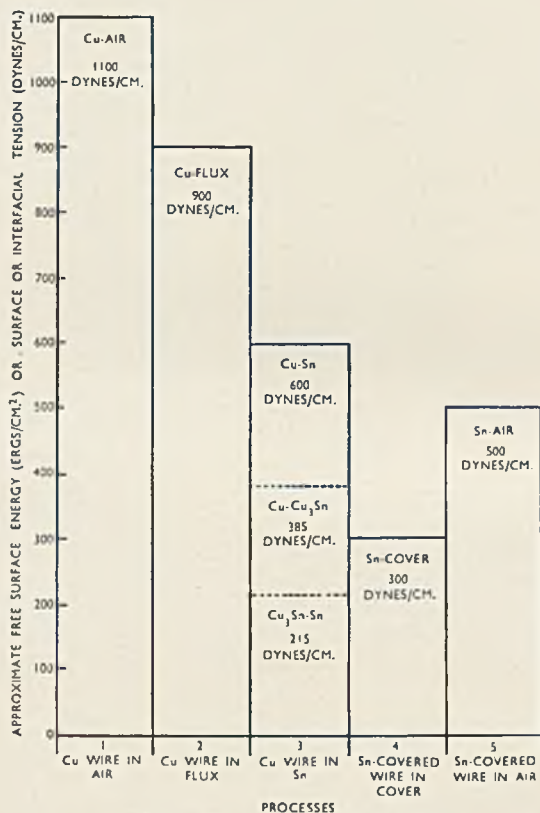 APPROXIMATE FREE SURFACE ENERGY (ERGS/CM.²) OR SURFACE OR INTERFACIAL TENSION (DYNES/CM.)
1100
1000
900
800
700
600
500
400
300
200
100
0
Cu-AIR
1100
DYNES/CM.
Cu-FLUX
900
DYNES/CM.
Cu-Sn
600
DYNES/CM.
Cu-Cu₃Sn
385
DYNES/CM.
Cu₃Sn-Sn
215
DYNES/CM.
Sn-COVER
300
DYNES/CM.
Sn-AIR
500
DYNES/CM.
1
Cu WIRE IN
AIR
2
Cu WIRE IN
FLUX
3
Cu WIRE IN
Sn
4
Sn-COVERED
WIRE IN
COVER
5
Sn-COVERED
WIRE IN AIR
PROCESSES